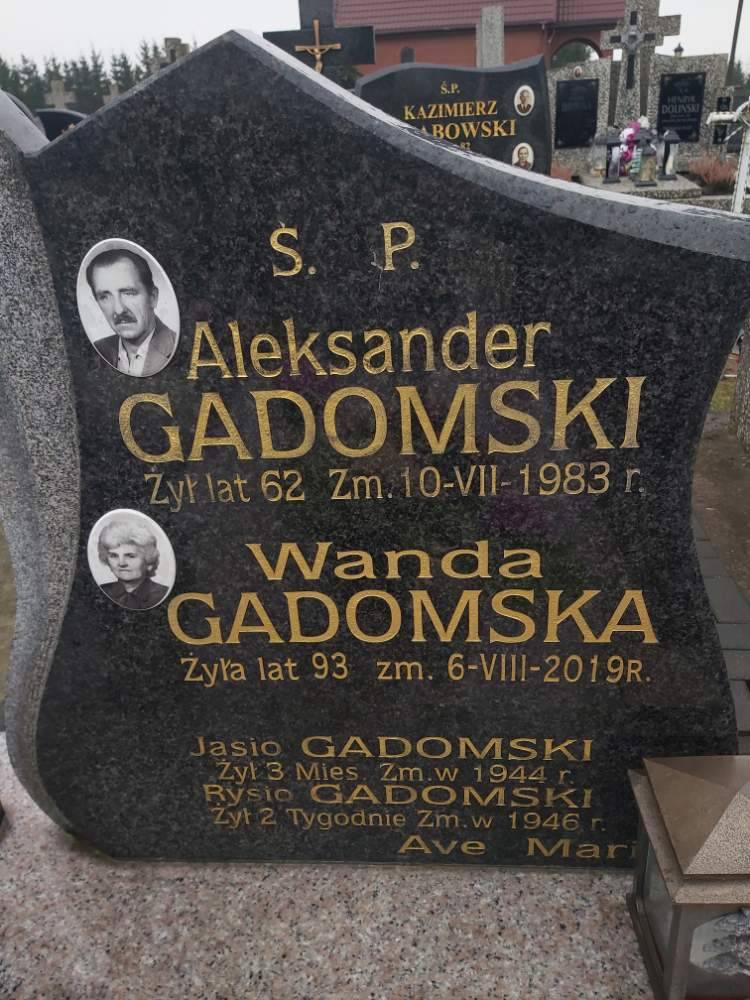 Ś.P.
KAZIMIERZ
HENRYK
DOLIŃSKI
Ś. P.
Aleksander
GADOMSKI
Żył lat 62 Zm. 10-VII-1983 r.
Wanda
GADOMSKA
Żyła lat 93 zm. 6-VIII-2019R.
Jasio GADOMSKI
Żył 3 Mies. Zm.w 1944 r.
Rysio GADOMSKI
Żył 2 Tygodnie Zm.w 1946 r.
Ave Mari